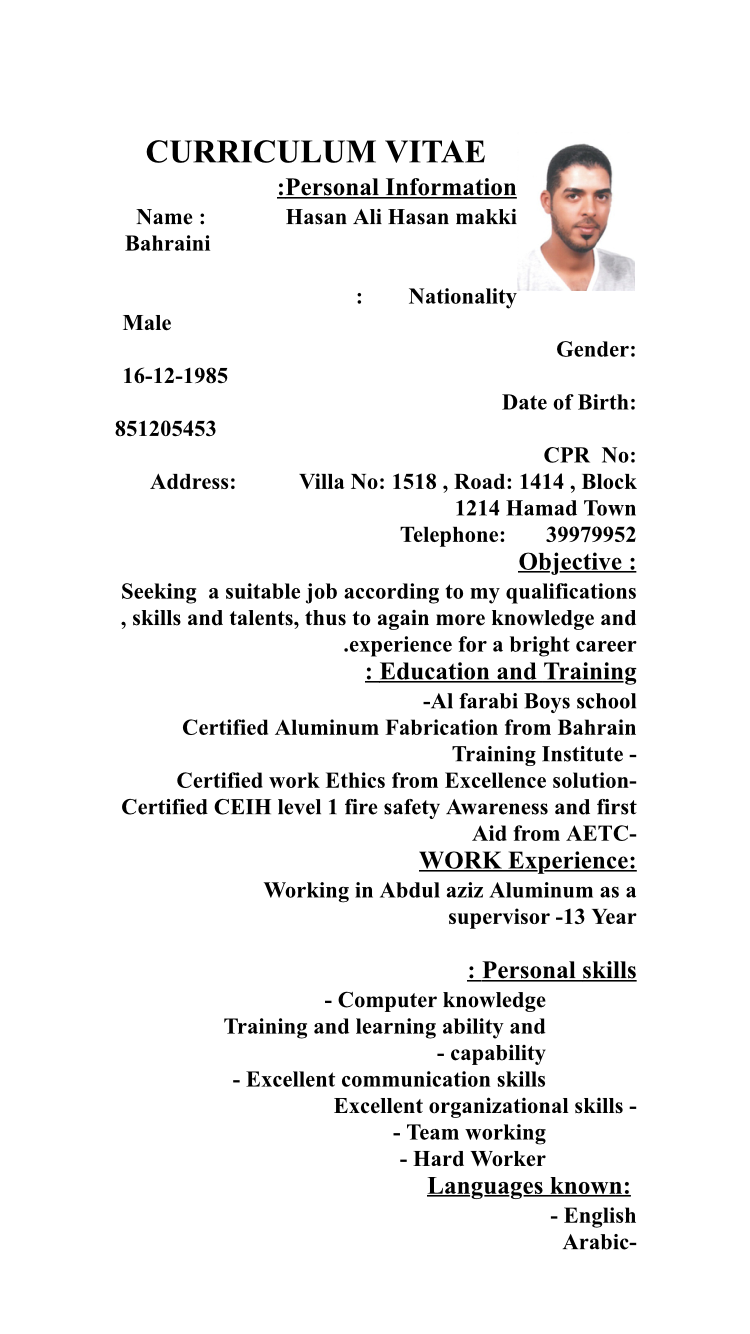 CURRICULUM VITAE
:Personal Information
Name : Hasan Ali Hasan makki
Bahraini
: Nationality
Male
Gender:
16-12-1985
Date of Birth:
851205453
CPR No:
Address: Villa No: 1518 , Road: 1414 , Block
1214 Hamad Town
Telephone: 39979952
Objective :
Seeking a suitable job according to my qualifications
, skills and talents, thus to again more knowledge and
.experience for a bright career
: Education and Training
-Al farabi Boys school
Certified Aluminum Fabrication from Bahrain
Training Institute -
Certified work Ethics from Excellence solution-
Certified CEIH level 1 fire safety Awareness and first
Aid from AETC-
WORK Experience:
Working in Abdul aziz Aluminum as a
supervisor -13 Year
: Personal skills
- Computer knowledge
Training and learning ability and
- capability
- Excellent communication skills
Excellent organizational skills -
- Team working
- Hard Worker
Languages known:
- English
Arabic-